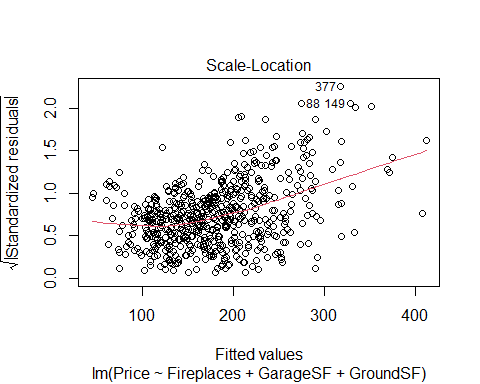 Scale-Location
√|Standardized residuals|
0.0 0.5 1.0 1.5 2.0
377
88 149
100 200 300 400
Fitted values
lm(Price ~ Fireplaces + GarageSF + GroundSF)